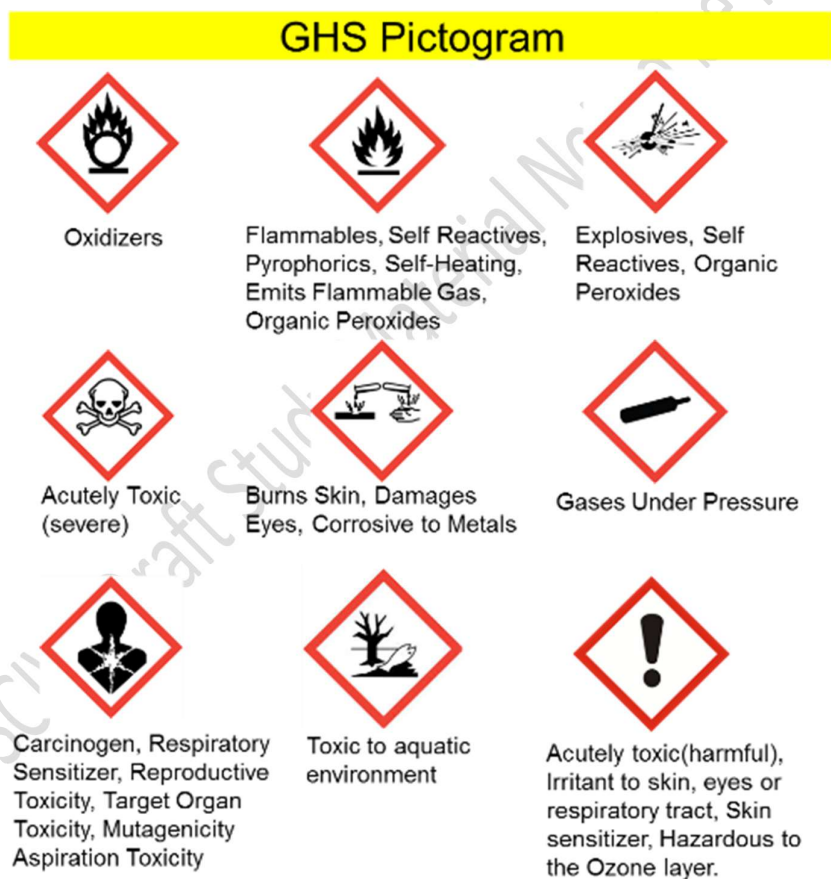 GHS Pictogram
Oxidizers
Flammables, Self Reactives,
Pyrophorics, Self-Heating,
Emits Flammable Gas,
Organic Peroxides
Explosives, Self
Reactives, Organic
Peroxides
Acutely Toxic
(severe)
Burns Skin, Damages
Eyes, Corrosive to Metals
Gases Under Pressure
Carcinogen, Respiratory
Sensitizer, Reproductive
Toxicity, Target Organ
Toxicity, Mutagenicity
Aspiration Toxicity
Toxic to aquatic
environment
Acutely toxic(harmful),
Irritant to skin, eyes or
respiratory tract, Skin
sensitizer, Hazardous to
the Ozone layer.